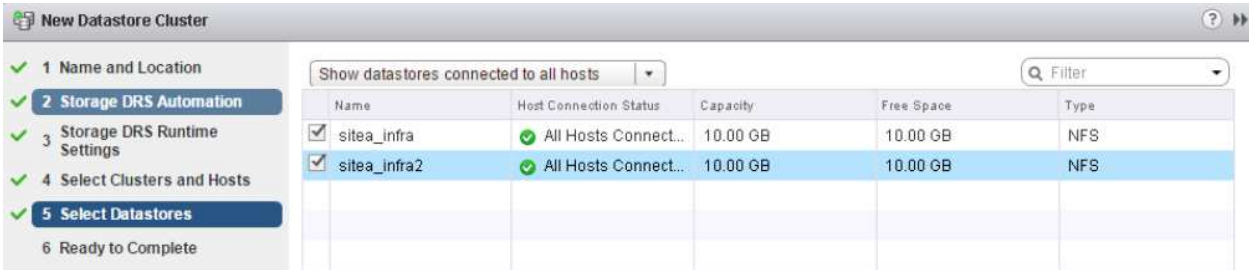 New Datastore Cluster
?
1 Name and Location
2 Storage DRS Automation
3 Storage DRS Runtime
Settings
4 Select Clusters and Hosts
5 Select Datastores
6 Ready to Complete
Show datastores connected to all hosts
Filter
Name Host Connection Status Capacity Free Space Type
sitea_infra All Hosts Connect... 10.00 GB 10.00 GB NFS
sitea_infra2 All Hosts Connect... 10.00 GB 10.00 GB NFS